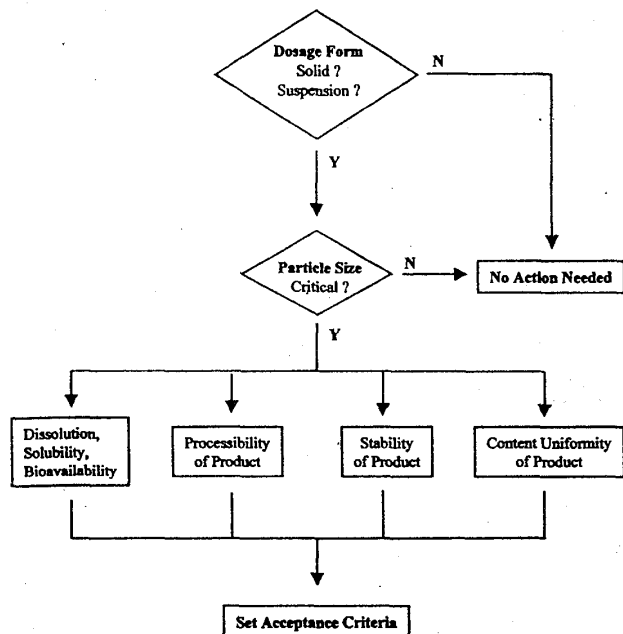 Dosage Form
Solid ?
Suspension ?
N
Y
Particle Size
Critical ?
N
No Action Needed
Y
Dissolution,
Solubility,
Bioavailability
Processibility
of Product
Stability
of Product
Content Uniformity
of Product
Set Acceptance Criteria